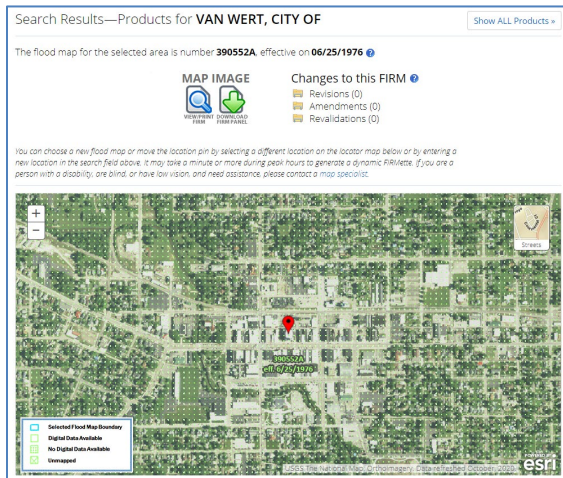 Search Results—Products for VAN WERT, CITY OF
Show ALL Products »
The flood map for the selected area is number 390552A, effective on 06/25/1976 ?
MAP IMAGE
VIEW/PRINT FIRM
DOWNLOAD FIRM PANEL
Changes to this FIRM ?
Revisions (0)
Amendments (0)
Revalidations (0)
You can choose a new flood map or move the location pin by selecting a different location on the locator map below or by entering a
new location in the search field above. It may take a minute or more during peak hours to generate a dynamic FIRMette. If you are a
person with a disability, are blind, or have low vision, and need assistance, please contact a map specialist.
+
−
Streets
390552A
eff. 6/25/1976
Selected Flood Map Boundary
Digital Data Available
No Digital Data Available
Unmapped
POWERED BY
esri
USGS The National Map: Orthoimagery. Data refreshed October, 2020